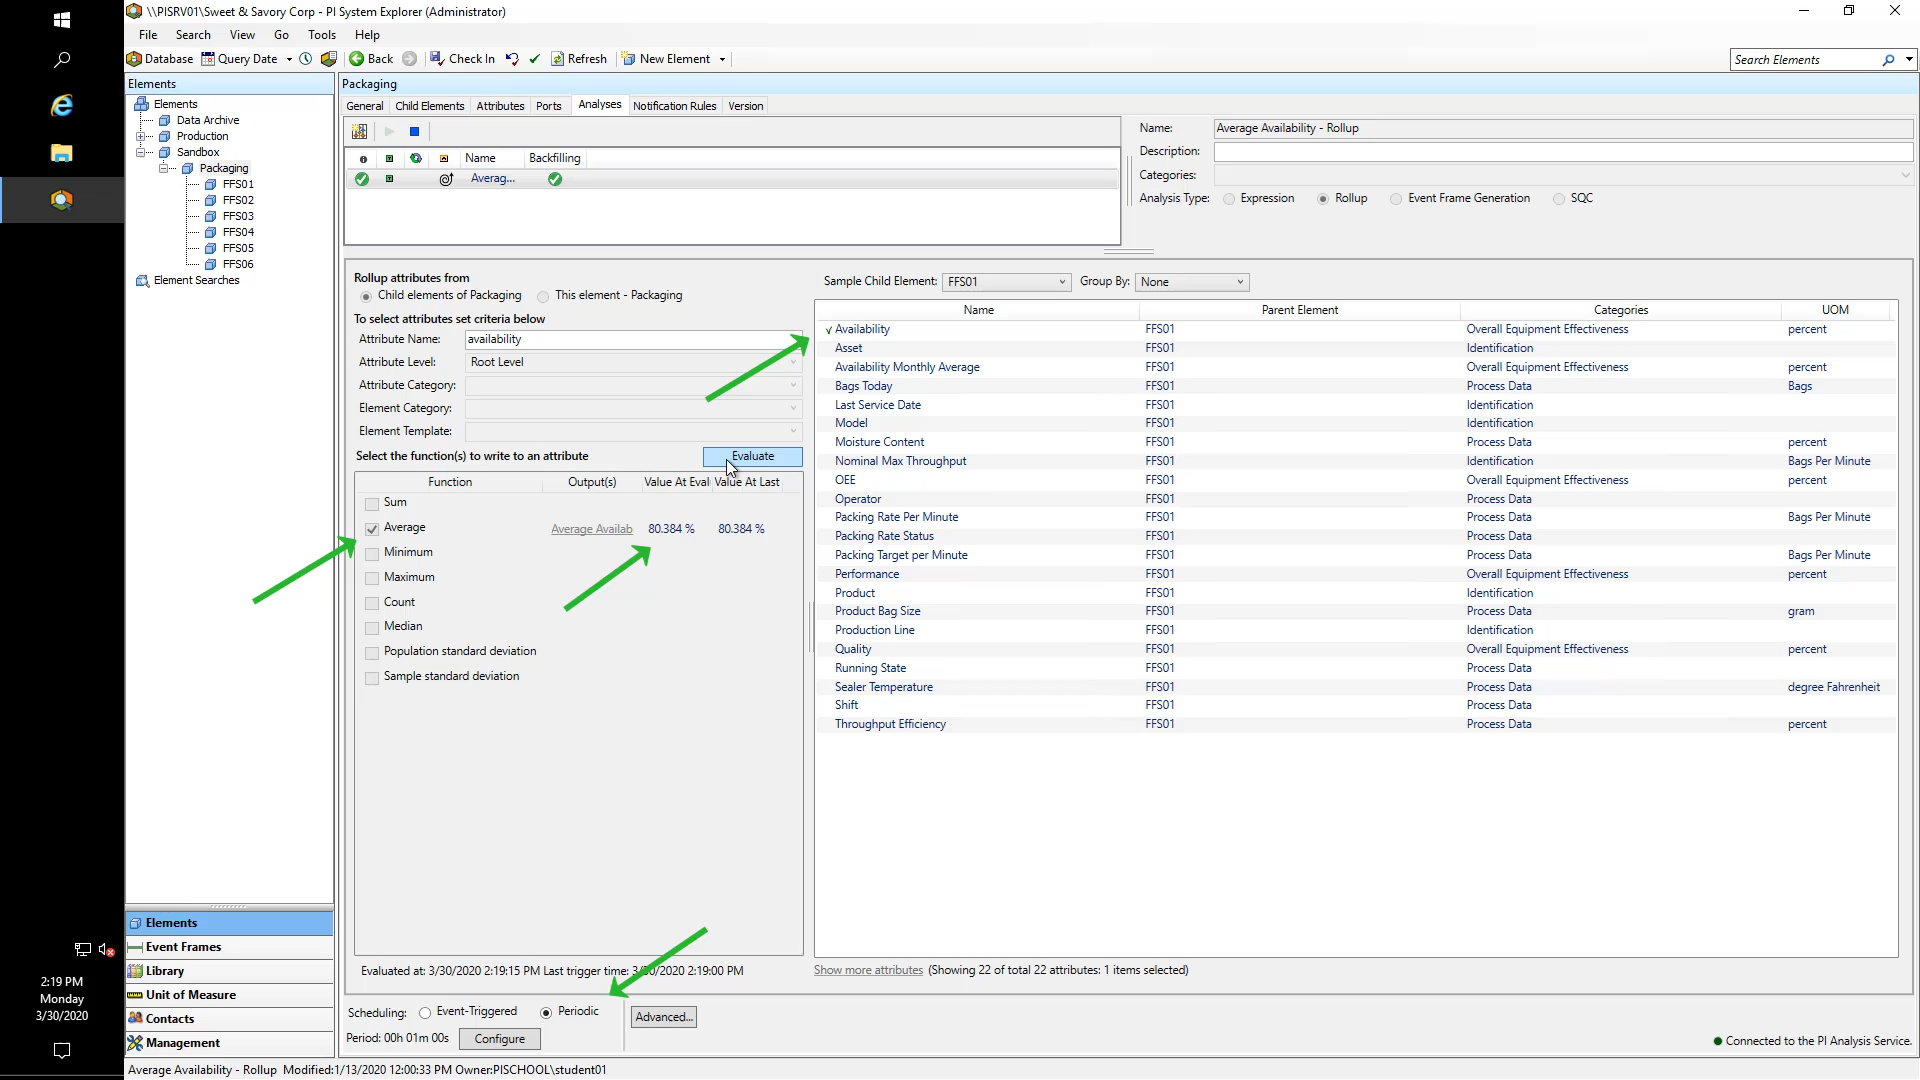 \\PISRV01\Sweet & Savory Corp - PI System Explorer (Administrator)
File Search View Go Tools Help
Database Query Date Back Check In Refresh New Element Search Elements
Elements
Elements
Data Archive
Production
Sandbox
Packaging
FFS01
FFS02
FFS03
FFS04
FFS05
FFS06
Element Searches
Packaging
General Child Elements Attributes Ports Analyses Notification Rules Version
Name Backfilling
Averag...
Name: Average Availability - Rollup
Description:
Categories:
Analysis Type: Expression Rollup Event Frame Generation SQC
Rollup attributes from
Child elements of Packaging This element - Packaging
To select attributes set criteria below
Attribute Name: availability
Attribute Level: Root Level
Attribute Category:
Element Category:
Element Template:
Select the function(s) to write to an attribute Evaluate
Function Output(s) Value At Eval Value At Last
Sum
Average Average Availab 80.384 % 80.384 %
Minimum
Maximum
Count
Median
Population standard deviation
Sample standard deviation
Evaluated at: 3/30/2020 2:19:15 PM Last trigger time: 3/30/2020 2:19:00 PM
Sample Child Element: FFS01 Group By: None
Name Parent Element Categories UOM
Availability FFS01 Overall Equipment Effectiveness percent
Asset FFS01 Identification
Availability Monthly Average FFS01 Overall Equipment Effectiveness percent
Bags Today FFS01 Process Data Bags
Last Service Date FFS01 Identification
Model FFS01 Identification
Moisture Content FFS01 Process Data percent
Nominal Max Throughput FFS01 Identification Bags Per Minute
OEE FFS01 Overall Equipment Effectiveness percent
Operator FFS01 Process Data
Packing Rate Per Minute FFS01 Process Data Bags Per Minute
Packing Rate Status FFS01 Process Data
Packing Target per Minute FFS01 Process Data Bags Per Minute
Performance FFS01 Overall Equipment Effectiveness percent
Product FFS01 Identification
Product Bag Size FFS01 Process Data gram
Production Line FFS01 Identification
Quality FFS01 Overall Equipment Effectiveness percent
Running State FFS01 Process Data
Sealer Temperature FFS01 Process Data degree Fahrenheit
Shift FFS01 Process Data
Throughput Efficiency FFS01 Process Data percent
Show more attributes (Showing 22 of total 22 attributes: 1 items selected)
Scheduling: Event-Triggered Periodic Advanced...
Period: 00h 01m 00s Configure
Connected to the PI Analysis Service.
Elements
Event Frames
Library
Unit of Measure
Contacts
Management
Average Availability - Rollup Modified:1/13/2020 12:00:33 PM Owner:PISCHOOL\student01
2:19 PM
Monday
3/30/2020